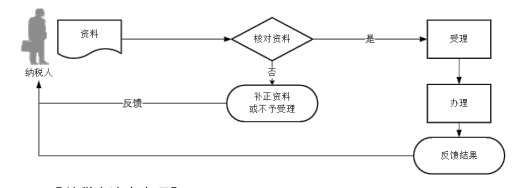 资料
核对资料
是
受理
纳税人
否
补正资料
或不予受理
反馈
办理
反馈结果